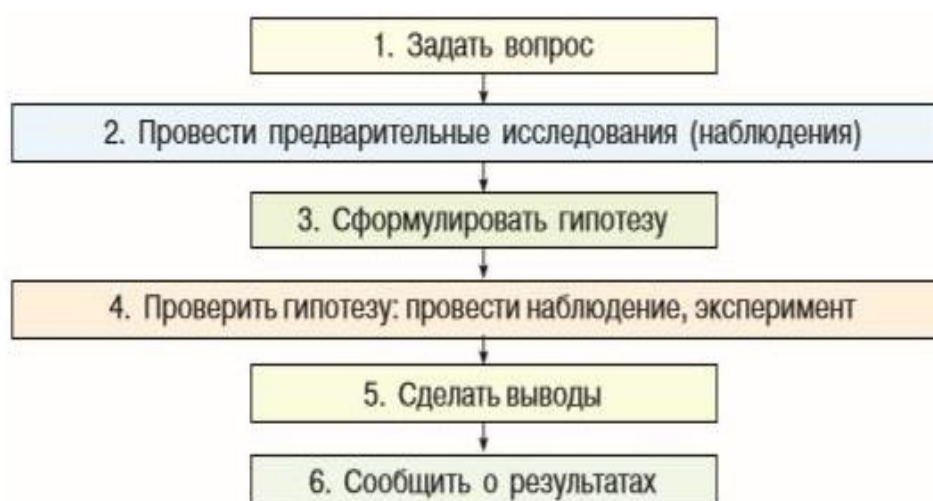 1. Задать вопрос
2. Провести предварительные исследования (наблюдения)
3. Сформулировать гипотезу
4. Проверить гипотезу: провести наблюдение, эксперимент
5. Сделать выводы
6. Сообщить о результатах